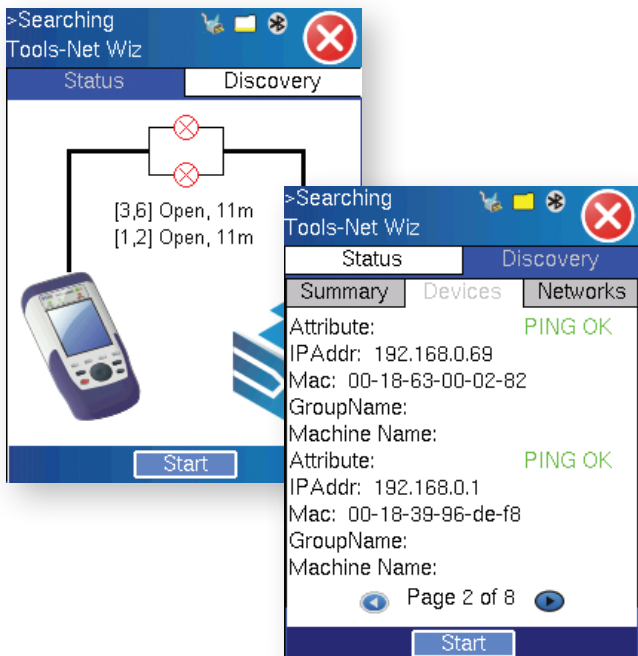 >Searching
Tools-Net Wiz
Status Discovery
[3,6] Open, 11m
[1,2] Open, 11m
Start
>Searching
Tools-Net Wiz
Status Discovery
Summary Devices Networks
Attribute: PING OK
IPAddr: 192.168.0.69
Mac: 00-18-63-00-02-82
GroupName:
Machine Name:
Attribute: PING OK
IPAddr: 192.168.0.1
Mac: 00-18-39-96-de-f8
GroupName:
Machine Name:
Page 2 of 8
Start